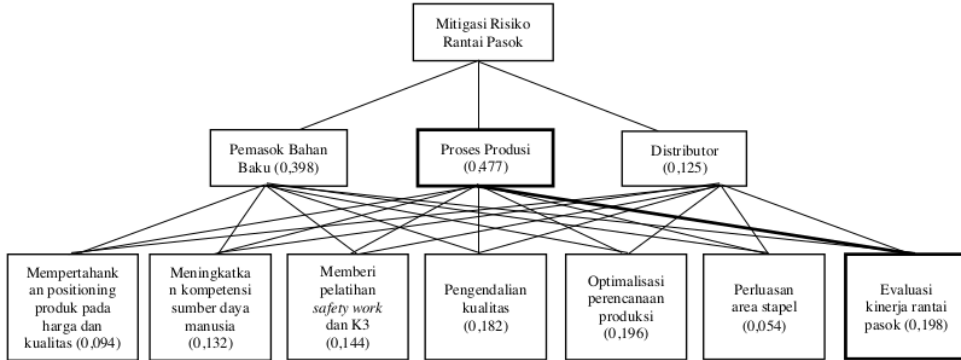 Mitigasi Risiko
Rantai Pasok
Pemasok Bahan
Baku (0,398)
Proses Produsi
(0,477)
Distributor
(0,125)
Mempertahank
an positioning
produk pada
harga dan
kualitas (0,094)
Meningkatka
n kompetensi
sumber daya
manusia
(0,132)
Memberi
pelatihan
safety work
dan K3
(0,144)
Pengendalian
kualitas
(0,182)
Optimalisasi
perencanaan
produksi
(0,196)
Perluasan
area stapel
(0,054)
Evaluasi
kinerja rantai
pasok (0,198)